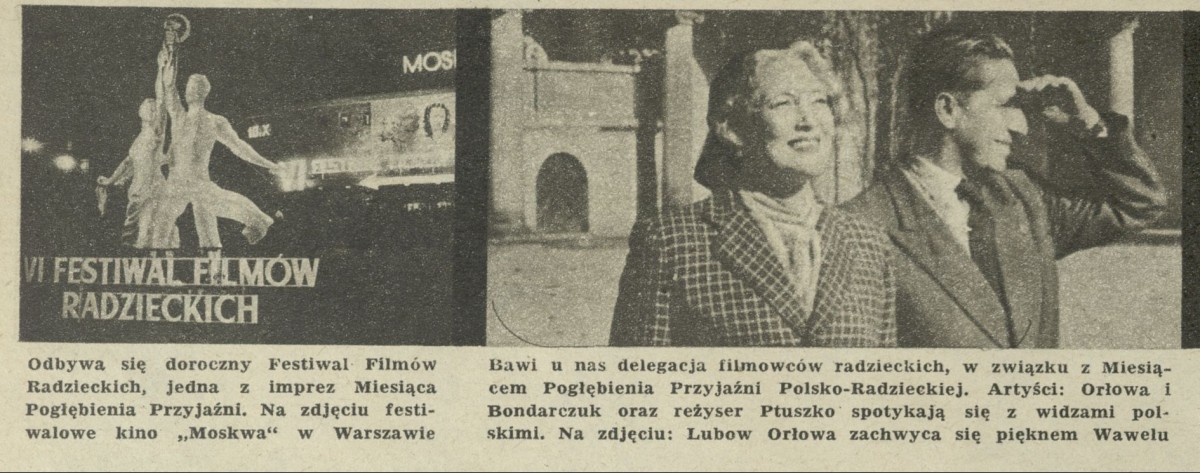 MOS
VI FESTIWAL FILMÓW
RADZIECKICH
Odbywa się doroczny Festiwal Filmów
Radzieckich, jedna z imprez Miesiąca
Pogłębienia Przyjaźni. Na zdjęciu festi-
walowe kino „Moskwa“ w Warszawie
Bawi u nas delegacja filmowców radzieckich, w związku z Miesią-
cem Pogłębienia Przyjaźni Polsko-Radzieckiej. Artyści: Orłowa i
Bondarczuk oraz reżyser Ptuszko spotykają się z widzami pol-
skimi. Na zdjęciu: Lubow Orłowa zachwyca się pięknem Wawelu